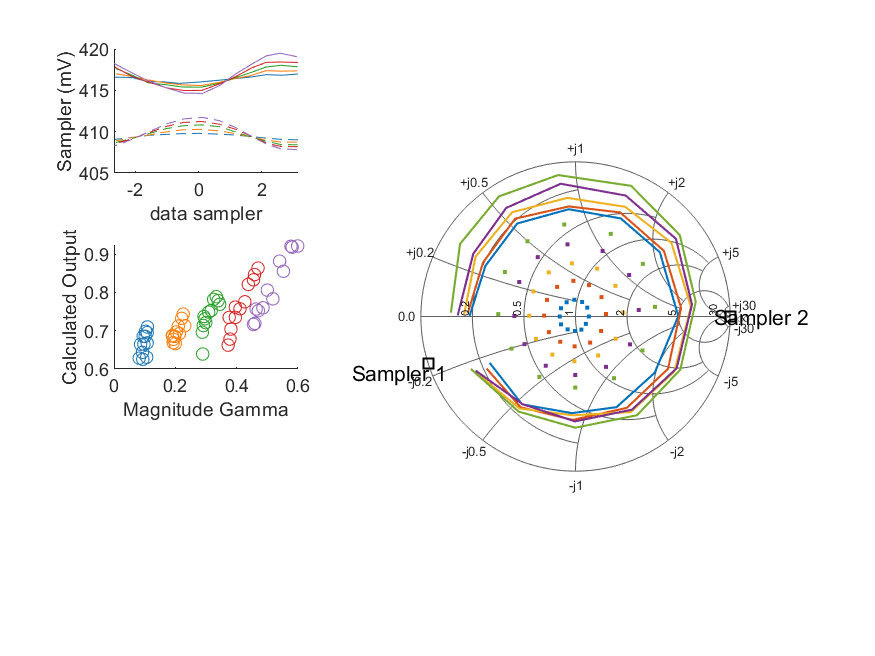 420
415
410
405
Sampler (mV)
-2
0
2
data sampler
0.9
0.8
0.7
0.6
Calculated Output
0
0.2
0.4
0.6
Magnitude Gamma
+j1
+j0.5
+j2
+j0.2
+j5
0.0
0.2
0.5
1
2
5
30
+j30
-j30
Sampler 2
Sampler 1
-j0.2
-j5
-j0.5
-j2
-j1